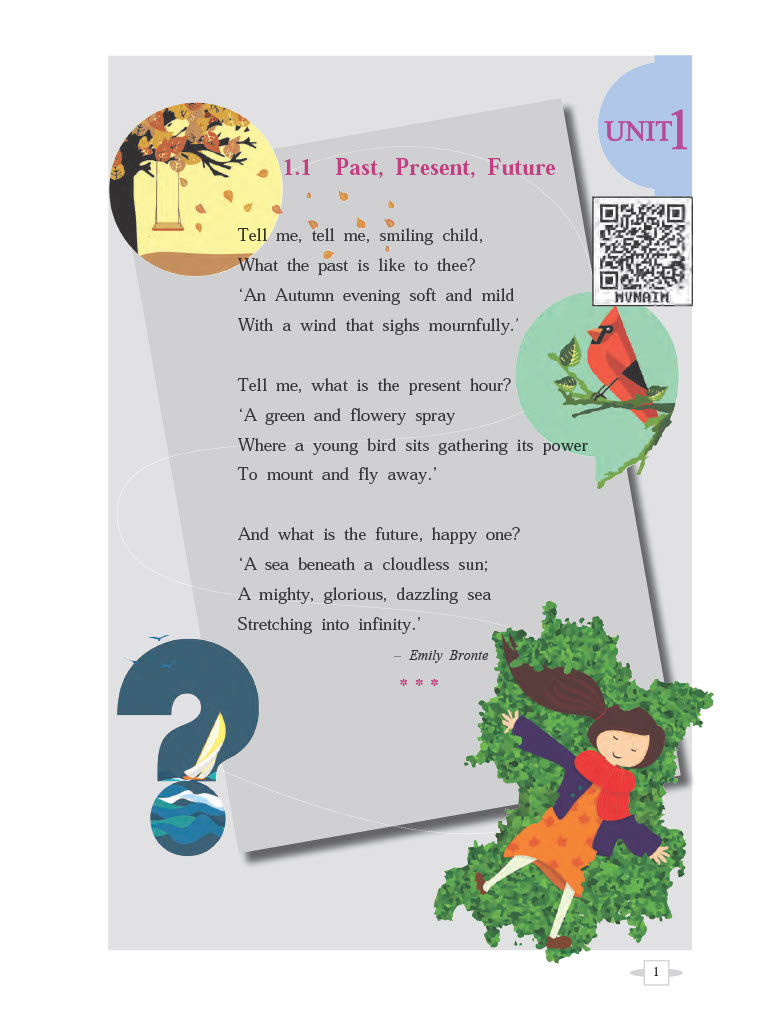 UNIT 1
1.1 Past, Present, Future
Tell me, tell me, smiling child,
What the past is like to thee?
‘An Autumn evening soft and mild
With a wind that sighs mournfully.’
Tell me, what is the present hour?
‘A green and flowery spray
Where a young bird sits gathering its power
To mount and fly away.’
And what is the future, happy one?
‘A sea beneath a cloudless sun;
A mighty, glorious, dazzling sea
Stretching into infinity.’
– Emily Bronte
* * *
MVNAIM
1